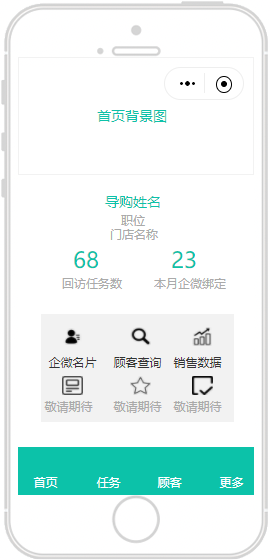 首页背景图
导购姓名
职位
门店名称
68 23
回访任务数 本月企微绑定
企微名片 顾客查询 销售数据
敬请期待 敬请期待 敬请期待
首页 任务 顾客 更多